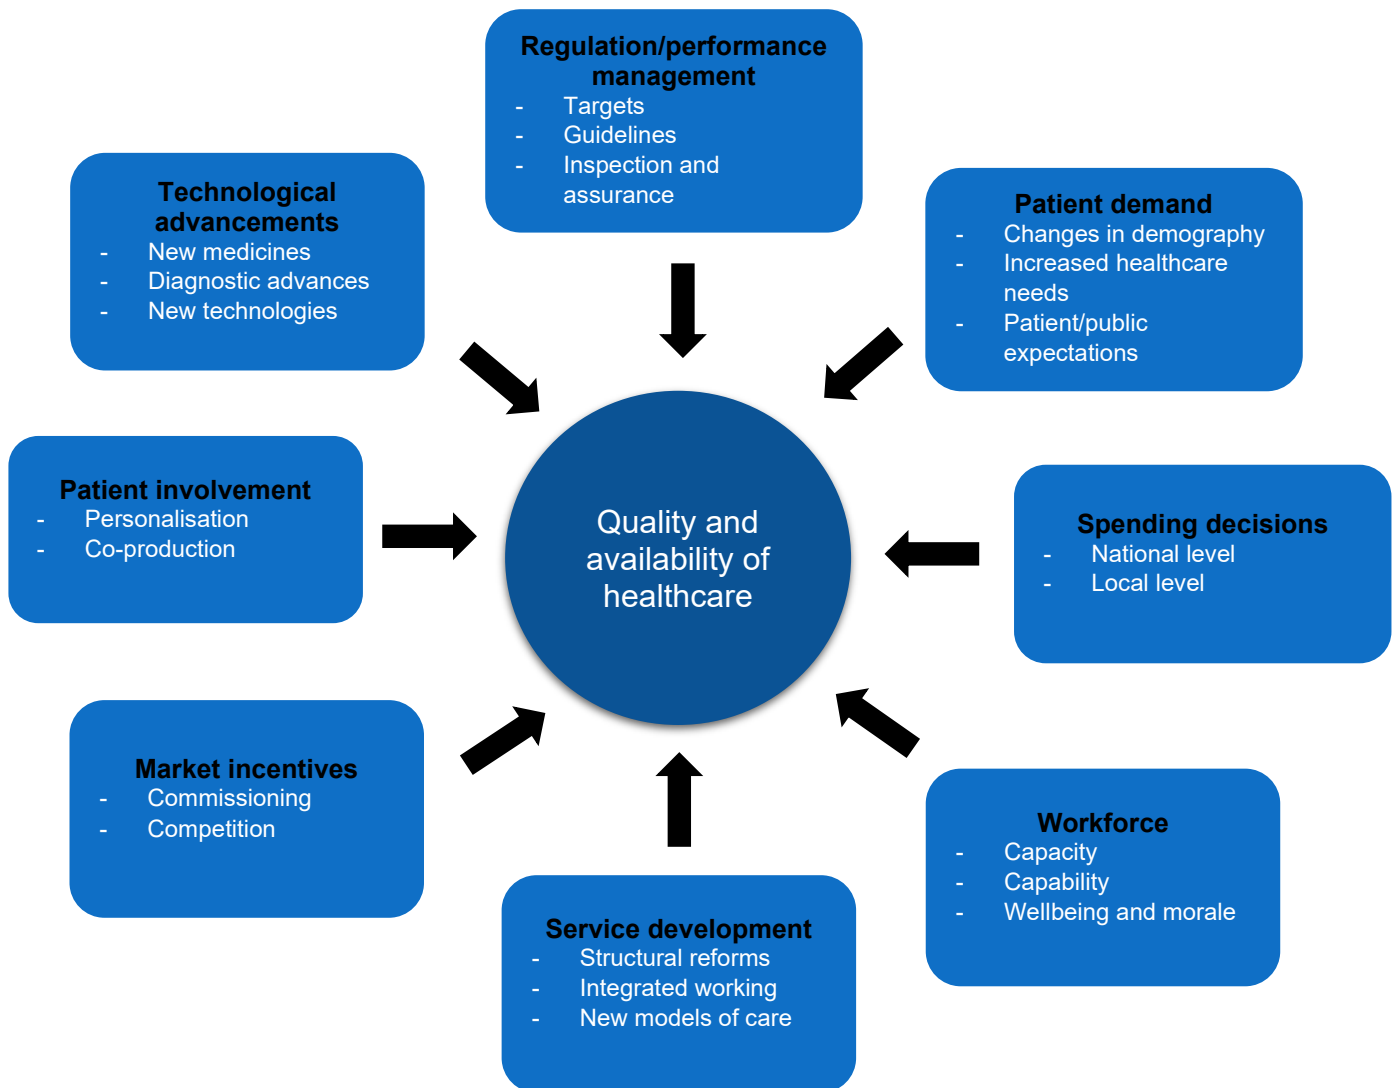 Regulation/performance
management
- Targets
- Guidelines
- Inspection and
assurance
Technological
advancements
- New medicines
- Diagnostic advances
- New technologies
Patient demand
- Changes in demography
- Increased healthcare
needs
- Patient/public
expectations
Patient involvement
- Personalisation
- Co-production
Quality and
availability of
healthcare
Spending decisions
- National level
- Local level
Market incentives
- Commissioning
- Competition
Workforce
- Capacity
- Capability
- Wellbeing and morale
Service development
- Structural reforms
- Integrated working
- New models of care